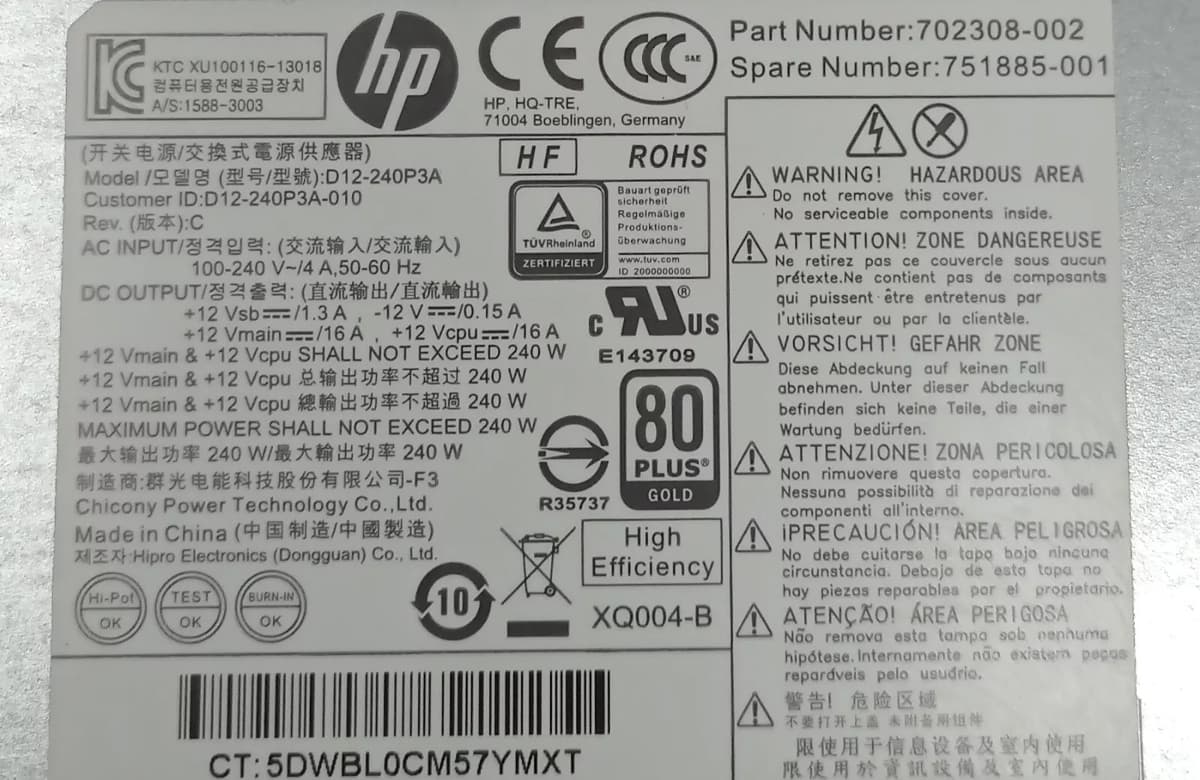 KTC XU100116-13018
컴퓨터용전원공급장치
A/S:1588-3003
hp
CE
CCC
S&E
HP, HQ-TRE,
71004 Boeblingen, Germany
Part Number:702308-002
Spare Number:751885-001
(开关电源/交換式電源供應器)
Model /모델명 (型号/型號):D12-240P3A
Customer ID:D12-240P3A-010
Rev. (版本):C
AC INPUT/정격입력: (交流输入/交流輸入)
100-240 V~/4 A,50-60 Hz
DC OUTPUT/정격출력: (直流输出/直流輸出)
+12 Vsb⎓/1.3 A , -12 V⎓/0.15 A
+12 Vmain⎓/16 A , +12 Vcpu⎓/16 A
+12 Vmain & +12 Vcpu SHALL NOT EXCEED 240 W
+12 Vmain & +12 Vcpu 总输出功率不超过 240 W
+12 Vmain & +12 Vcpu 總輸出功率不超過 240 W
MAXIMUM POWER SHALL NOT EXCEED 240 W
最大输出功率 240 W/最大輸出功率 240 W
制造商:群光电能科技股份有限公司-F3
Chicony Power Technology Co.,Ltd.
Made in China (中国制造/中國製造)
제조자:Hipro Electronics (Dongguan) Co., Ltd.
Hi-Pot
OK
TEST
OK
BURN-IN
OK
HF
ROHS
TÜVRheinland
ZERTIFIZIERT
Bauart geprüft
sicherheit
Regelmäßige
Produktions-
überwachung
www.tuv.com
ID 2000000000
c RU US
®
E143709
R35737
80
PLUS®
GOLD
High
Efficiency
10
XQ004-B
CT:5DWBL0CM57YMXT
WARNING! HAZARDOUS AREA
Do not remove this cover.
No serviceable components inside.
ATTENTION! ZONE DANGEREUSE
Ne retirez pas ce couvercle sous aucun
prétexte.Ne contient pas de composants
qui puissent être entretenus par
l'utilisateur ou par la clientèle.
VORSICHT! GEFAHR ZONE
Diese Abdeckung auf keinen Fall
abnehmen. Unter dieser Abdeckung
befinden sich keine Teile, die einer
Wartung bedürfen.
ATTENZIONE! ZONA PERICOLOSA
Non rimuovere questa copertura.
Nessuna possibilità di reparazione dei
componenti all'interno.
¡PRECAUCIÓN! ÁREA PELIGROSA
No debe cuitarse la tapa bajo ninguna
circunstancia. Debajo de esta tapa no
hay piezas reparables por el propietario.
ATENÇÃO! ÁREA PERIGOSA
Não remova esta tampa sob nenhuma
hipótese.Internamente não existem peças
reparáveis pelo usuário.
警告! 危险区域
不要打开上盖 未附备用组件
限使用于信息设备及室内使用
限使用於資訊設備及室內使用